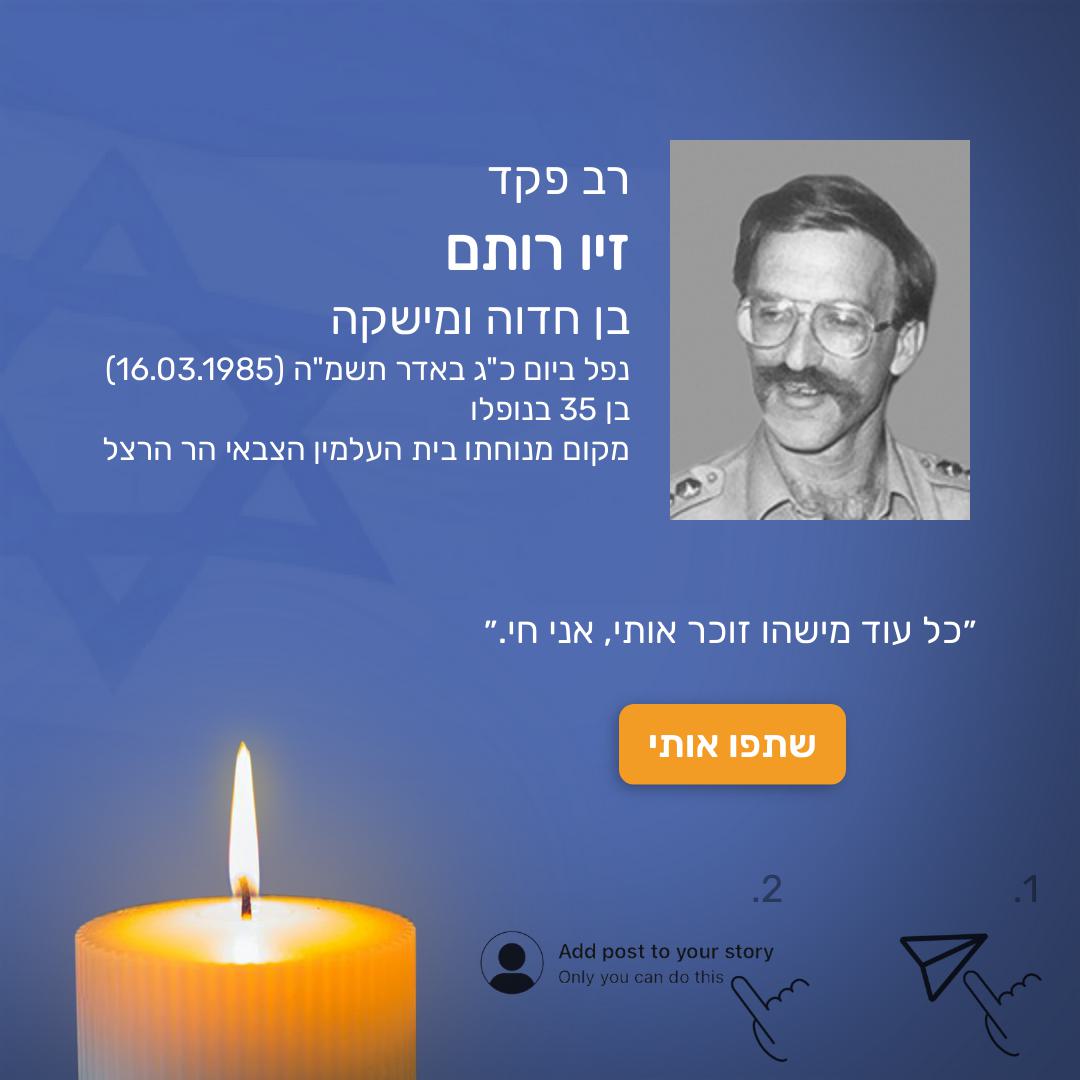 רב פקד
זיו רותם
בן חדוה ומישקה
נפל ביום כ"ג באדר תשמ"ה (16.03.1985)
בן 35 בנופלו
מקום מנוחתו בית העלמין הצבאי הר הרצל
״כל עוד מישהו זוכר אותי, אני חי.״
שתפו אותי
1.
2.
Add post to your story
Only you can do this